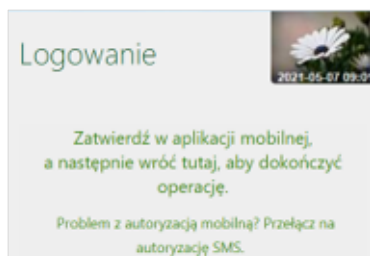 Logowanie
2021-05-07 09:0
Zatwierdź w aplikacji mobilnej,
a następnie wróć tutaj, aby dokończyć
operację.
Problem z autoryzacją mobilną? Przełącz na
autoryzację SMS.